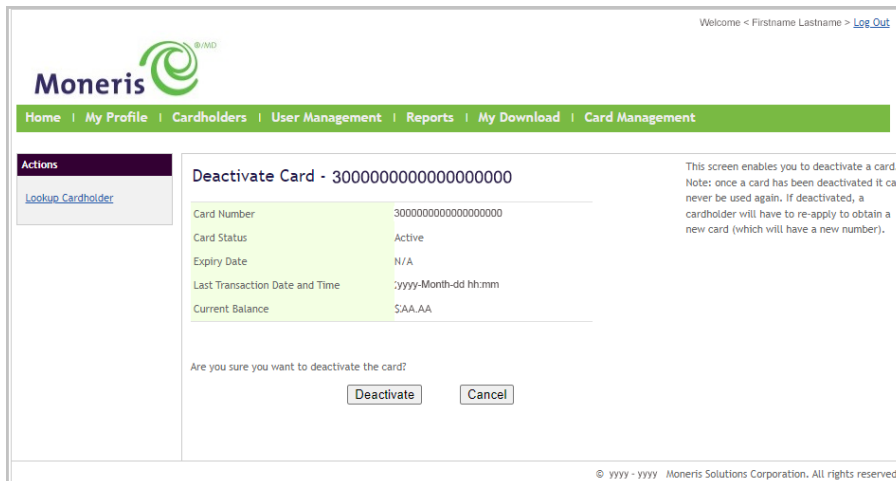 Welcome < Firstname Lastname > Log Out
®/MD
Moneris
Home | My Profile | Cardholders | User Management | Reports | My Download | Card Management
Actions
Lookup Cardholder
Deactivate Card - 3000000000000000000
Card Number 3000000000000000000
Card Status Active
Expiry Date N/A
Last Transaction Date and Time yyyy-Month-dd hh:mm
Current Balance $AA.AA
Are you sure you want to deactivate the card?
Deactivate Cancel
This screen enables you to deactivate a card.
Note: once a card has been deactivated it ca
never be used again. If deactivated, a
cardholder will have to re-apply to obtain a
new card (which will have a new number).
© yyyy - yyyy Moneris Solutions Corporation. All rights reserved